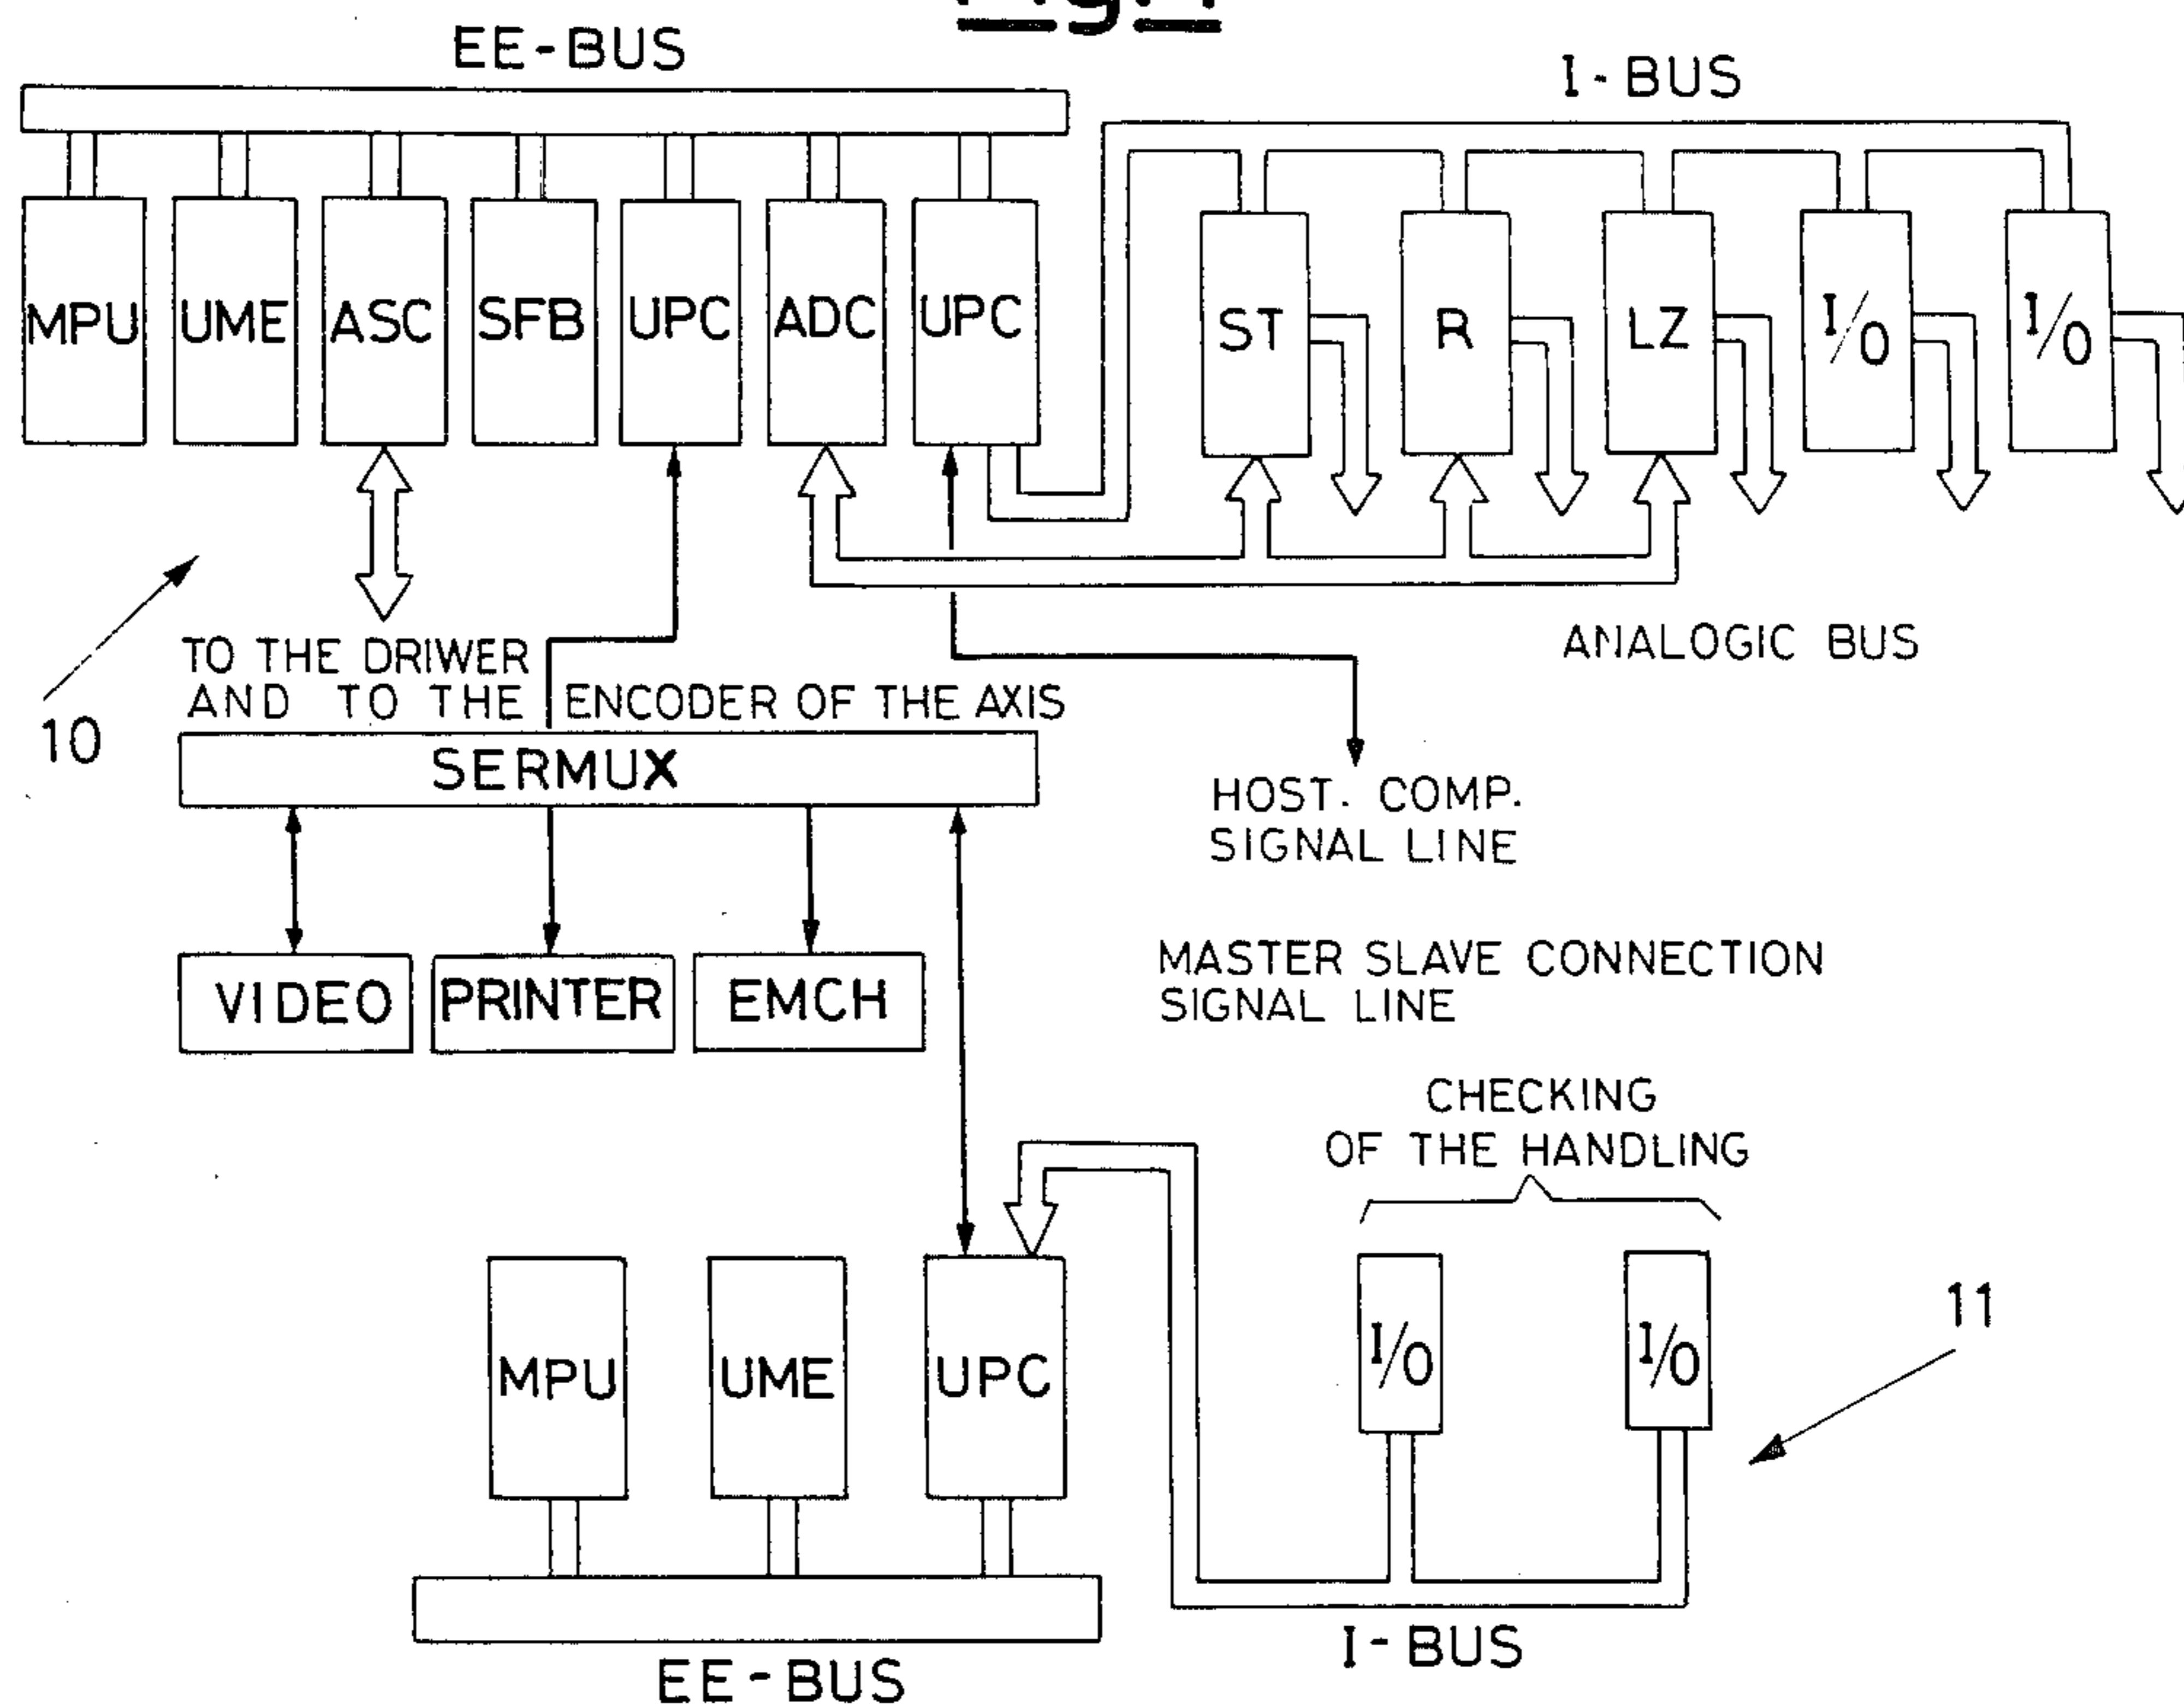 EE-BUS
I-BUS
MPU UME ASC SFB UPC ADC UPC
ST R LZ I/O I/O
TO THE DRIWER
AND TO THE ENCODER OF THE AXIS
ANALOGIC BUS
10
SERMUX
HOST. COMP.
SIGNAL LINE
VIDEO PRINTER EMCH
MASTER SLAVE CONNECTION
SIGNAL LINE
CHECKING
OF THE HANDLING
11
MPU UME UPC
I/O I/O
I-BUS
EE-BUS